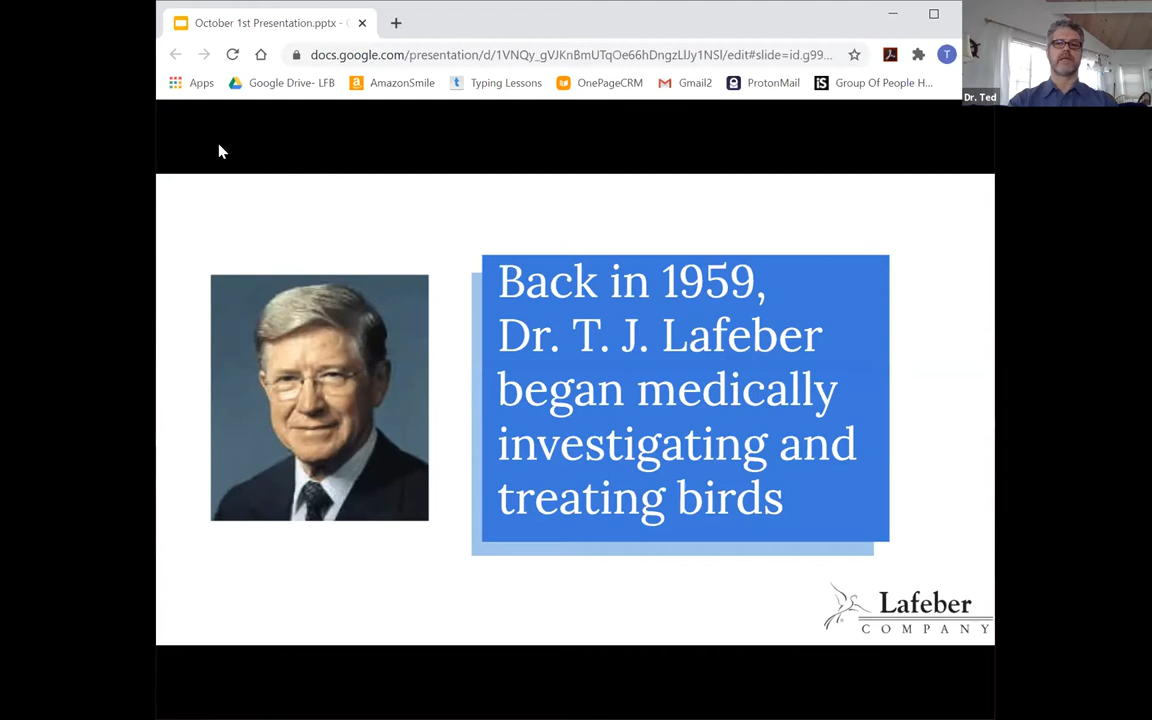 October 1st Presentation.pptx -
docs.google.com/presentation/d/1VNQy_gVJKnBmUTqOe66hDngzLlJy1NSl/edit#slide=id.g99...
T
Apps
Google Drive- LFB
AmazonSmile
Typing Lessons
OnePageCRM
Gmail2
ProtonMail
Group Of People H...
Dr. Ted
Back in 1959,
Dr. T. J. Lafeber
began medically
investigating and
treating birds
Lafeber
COMPANY